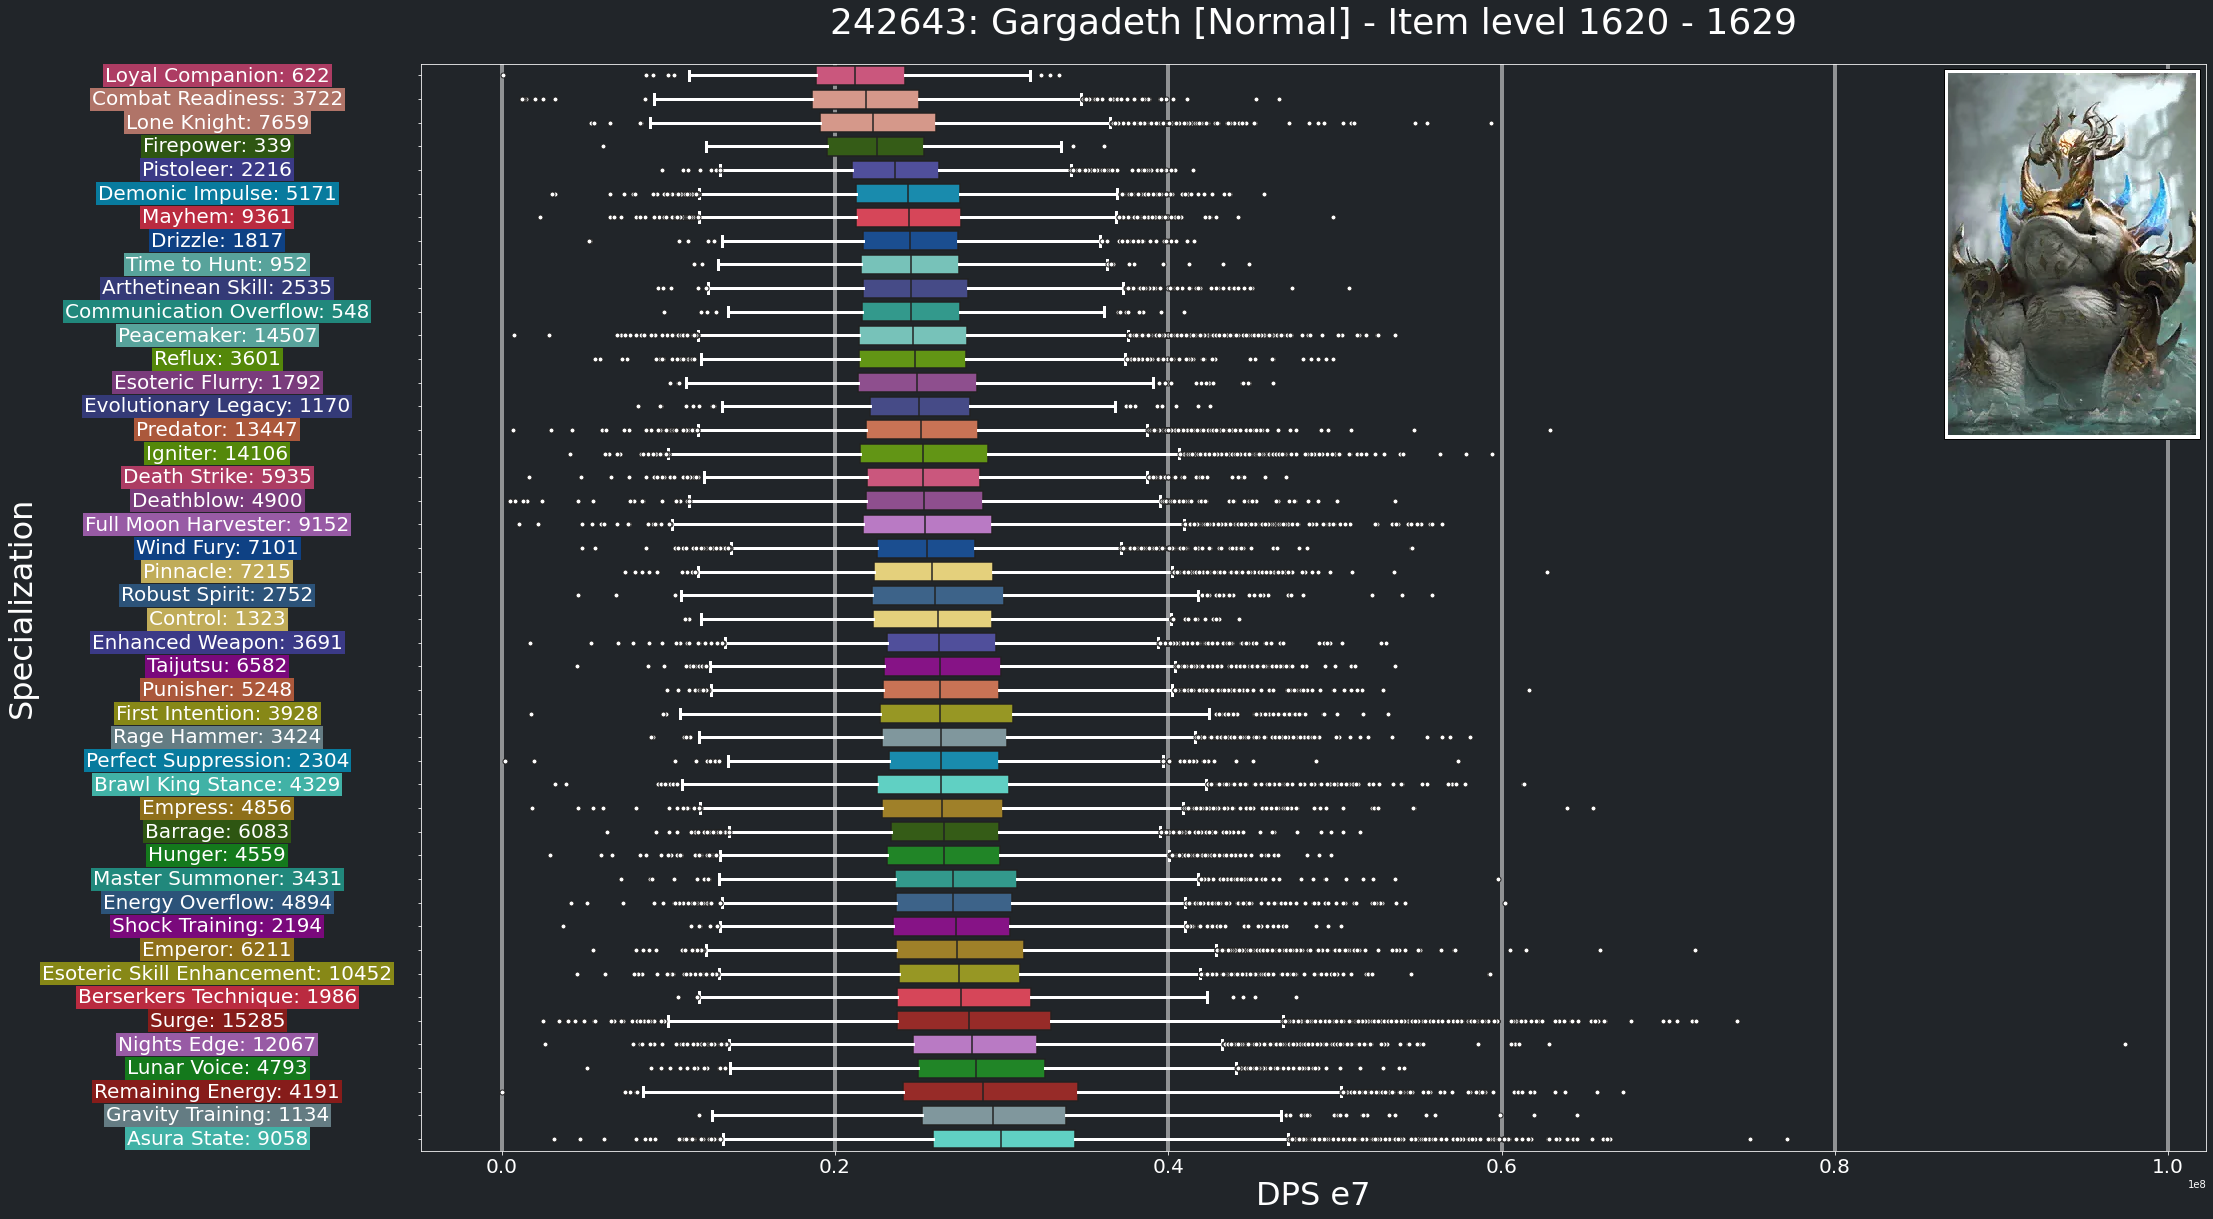 242643: Gargadeth [Normal] - Item level 1620 - 1629
Specialization
Loyal Companion: 622
Combat Readiness: 3722
Lone Knight: 7659
Firepower: 339
Pistoleer: 2216
Demonic Impulse: 5171
Mayhem: 9361
Drizzle: 1817
Time to Hunt: 952
Arthetinean Skill: 2535
Communication Overflow: 548
Peacemaker: 14507
Reflux: 3601
Esoteric Flurry: 1792
Evolutionary Legacy: 1170
Predator: 13447
Igniter: 14106
Death Strike: 5935
Deathblow: 4900
Full Moon Harvester: 9152
Wind Fury: 7101
Pinnacle: 7215
Robust Spirit: 2752
Control: 1323
Enhanced Weapon: 3691
Taijutsu: 6582
Punisher: 5248
First Intention: 3928
Rage Hammer: 3424
Perfect Suppression: 2304
Brawl King Stance: 4329
Empress: 4856
Barrage: 6083
Hunger: 4559
Master Summoner: 3431
Energy Overflow: 4894
Shock Training: 2194
Emperor: 6211
Esoteric Skill Enhancement: 10452
Berserkers Technique: 1986
Surge: 15285
Nights Edge: 12067
Lunar Voice: 4793
Remaining Energy: 4191
Gravity Training: 1134
Asura State: 9058
0.0 0.2 0.4 0.6 0.8 1.0
1e8
DPS e7